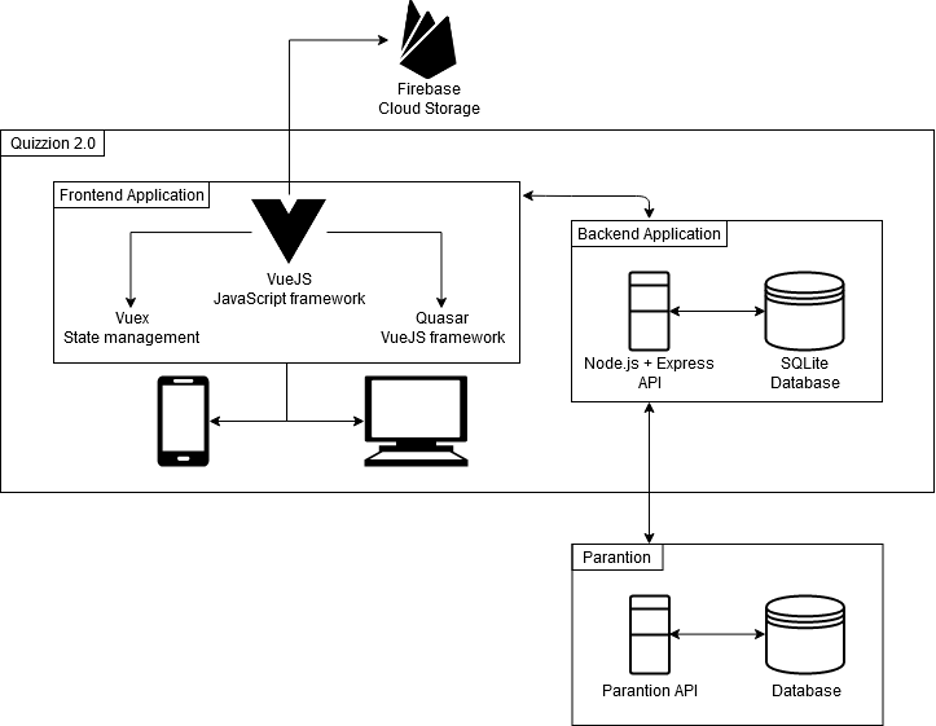 Firebase
Cloud Storage
Quizzion 2.0
Frontend Application
VueJS
JavaScript framework
Vuex
State management
Quasar
VueJS framework
Backend Application
Node.js + Express
API
SQLite
Database
Parantion
Parantion API
Database